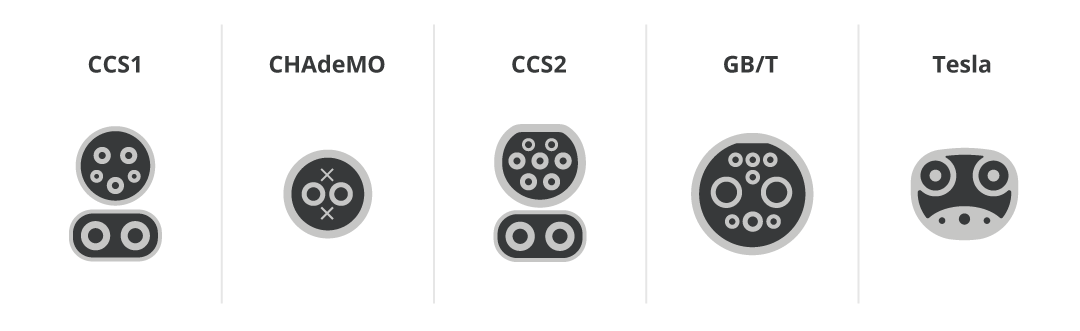 CCS1
CHAdeMO
CCS2
GB/T
Tesla